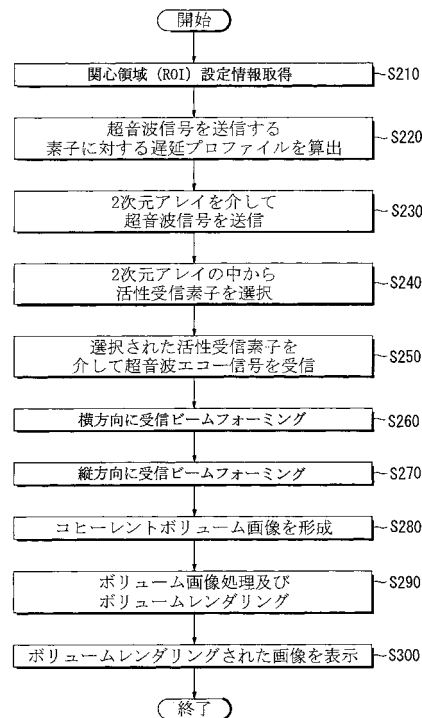 開始
関心領域（ROI）設定情報取得
S210
超音波信号を送信する
素子に対する遅延プロファイルを算出
S220
2次元アレイを介して
超音波信号を送信
S230
2次元アレイの中から
活性受信素子を選択
S240
選択された活性受信素子を
介して超音波エコー信号を受信
S250
横方向に受信ビームフォーミング
S260
縦方向に受信ビームフォーミング
S270
コヒーレントボリューム画像を形成
S280
ボリューム画像処理及び
ボリュームレンダリング
S290
ボリュームレンダリングされた画像を表示
S300
終了